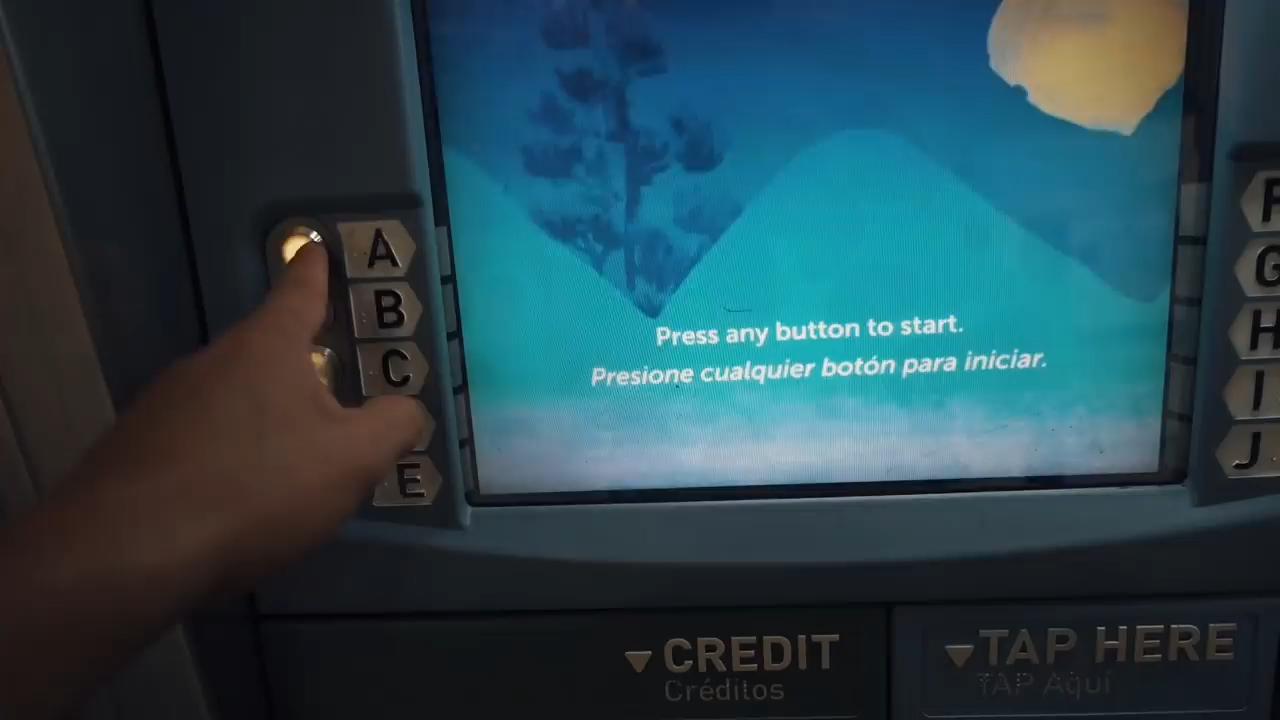 A
B
C
E
Press any button to start.
Presione cualquier botón para iniciar.
G
H
I
J
CREDIT
Créditos
TAP HERE
TAP Aquí